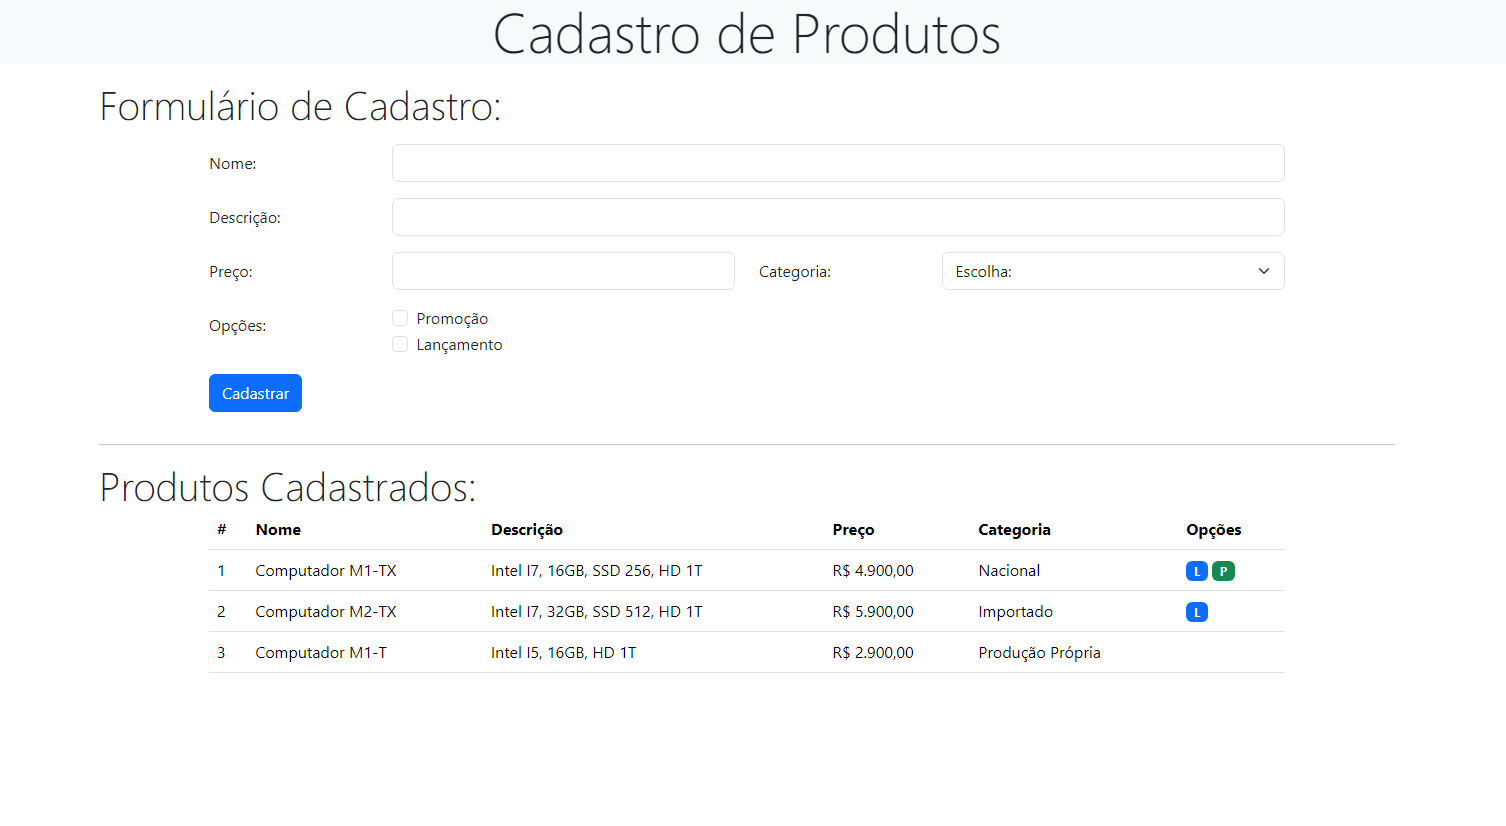 Cadastro de Produtos
Formulário de Cadastro:
Nome:
Descrição:
Preço: Categoria: Escolha:
Opções: Promoção
Lançamento
Cadastrar
Produtos Cadastrados:
# Nome Descrição Preço Categoria Opções
1 Computador M1-TX Intel I7, 16GB, SSD 256, HD 1T R$ 4.900,00 Nacional L P
2 Computador M2-TX Intel I7, 32GB, SSD 512, HD 1T R$ 5.900,00 Importado L
3 Computador M1-T Intel I5, 16GB, HD 1T R$ 2.900,00 Produção Própria